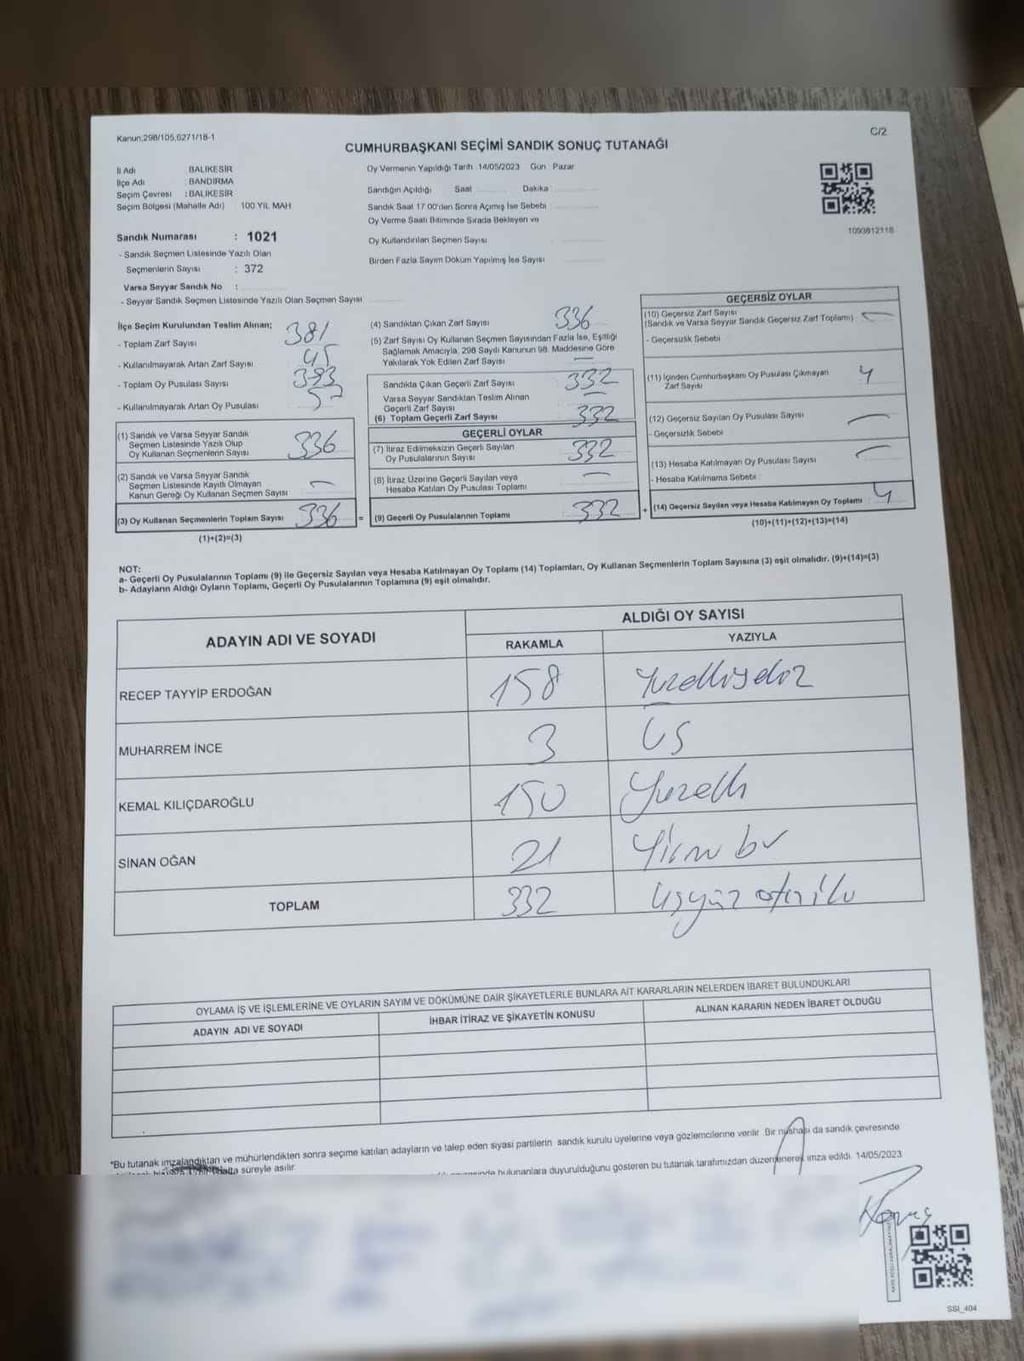 Kanun:298/105,6271/18-1
C/2
CUMHURBAŞKANI SEÇİMİ SANDIK SONUÇ TUTANAĞI
İl Adı BALIKESİR
İlçe Adı : BANDIRMA
Seçim Çevresi : BALIKESİR
Seçim Bölgesi (Mahalle Adı) 100 YIL MAH
Sandık Numarası : 1021
- Sandık Seçmen Listesinde Yazılı Olan
Seçmenlerin Sayısı : 372
Varsa Seyyar Sandık No :
- Seyyar Sandık Seçmen Listesinde Yazılı Olan Seçmen Sayısı
Oy Vermenin Yapıldığı Tarih 14/05/2023 Gün Pazar
Sandığın Açıldığı Saat Dakika
Sandık Saat 17.00'den Sonra Açılmış İse Sebebi
Oy Verme Saati Bitiminde Sırada Bekleyen ve
Oy Kullandırılan Seçmen Sayısı
Birden Fazla Sayım Döküm Yapılmış İse Sayısı
1093812118
İlçe Seçim Kurulundan Teslim Alınan;
- Toplam Zarf Sayısı 381
- Kullanılmayarak Artan Zarf Sayısı 45
- Toplam Oy Pusulası Sayısı 393
- Kullanılmayarak Artan Oy Pusulası 57
(1) Sandık ve Varsa Seyyar Sandık
Seçmen Listesinde Yazılı Olup
Oy Kullanan Seçmenlerin Sayısı 336
(2) Sandık ve Varsa Seyyar Sandık
Seçmen Listesinde Kayıtlı Olmayan
Kanun Gereği Oy Kullanan Seçmen Sayısı —
(3) Oy Kullanan Seçmenlerin Toplam Sayısı 336 =
(1)+(2)=(3)
(4) Sandıktan Çıkan Zarf Sayısı 336
(5) Zarf Sayısı Oy Kullanan Seçmen Sayısından Fazla İse, Eşitliği
Sağlamak Amacıyla, 298 Sayılı Kanunun 98. Maddesine Göre
Yakılarak Yok Edilen Zarf Sayısı —
Sandıkta Çıkan Geçerli Zarf Sayısı 332
Varsa Seyyar Sandıktan Teslim Alınan
Geçerli Zarf Sayısı —
(6) Toplam Geçerli Zarf Sayısı 332
GEÇERLİ OYLAR
(7) İtiraz Edilmeksizin Geçerli Sayılan
Oy Pusulalarının Sayısı 332
(8) İtiraz Üzerine Geçerli Sayılan veya
Hesaba Katılan Oy Pusulası Toplamı —
(9) Geçerli Oy Pusulalarının Toplamı 332 +
GEÇERSİZ OYLAR
(10) Geçersiz Zarf Sayısı
(Sandık ve Varsa Seyyar Sandık Geçersiz Zarf Toplamı) —
- Geçersizlik Sebebi
(11) İçinden Cumhurbaşkanı Oy Pusulası Çıkmayan
Zarf Sayısı 4
(12) Geçersiz Sayılan Oy Pusulası Sayısı —
- Geçersizlik Sebebi
(13) Hesaba Katılmayan Oy Pusulası Sayısı —
- Hesaba Katılmama Sebebi
(14) Geçersiz Sayılan veya Hesaba Katılmayan Oy Toplamı 4
(10)+(11)+(12)+(13)=(14)
NOT:
a- Geçerli Oy Pusulalarının Toplamı (9) ile Geçersiz Sayılan veya Hesaba Katılmayan Oy Toplamı (14) Toplamları, Oy Kullanan Seçmenlerin Toplam Sayısına (3) eşit olmalıdır. (9)+(14)=(3)
b- Adayların Aldığı Oyların Toplamı, Geçerli Oy Pusulalarının Toplamına (9) eşit olmalıdır.
ADAYIN ADI VE SOYADI
ALDIĞI OY SAYISI
RAKAMLA YAZIYLA
RECEP TAYYİP ERDOĞAN 158 Yüzellisekiz
MUHARREM İNCE 3 üç
KEMAL KILIÇDAROĞLU 150 Yüzelli
SİNAN OĞAN 21 Yirmi bir
TOPLAM 332 üçyüz otuziki
OYLAMA İŞ VE İŞLEMLERİNE VE OYLARIN SAYIM VE DÖKÜMÜNE DAİR ŞİKAYETLERLE BUNLARA AİT KARARLARIN NELERDEN İBARET BULUNDUKLARI
ADAYIN ADI VE SOYADI İHBAR İTİRAZ VE ŞİKAYETİN KONUSU ALINAN KARARIN NEDEN İBARET OLDUĞU
*Bu tutanak imzalandıktan ve mühürlendikten sonra seçime katılan adayların ve talep eden siyasi partilerin sandık kurulu üyelerine veya gözlemcilerine verilir. Bir nüshası da sandık çevresinde
süreyle asılır. bulunanlara duyurulduğunu gösteren bu tutanak tarafımızdan düzenlenerek imza edildi. 14/05/2023
SSI_404